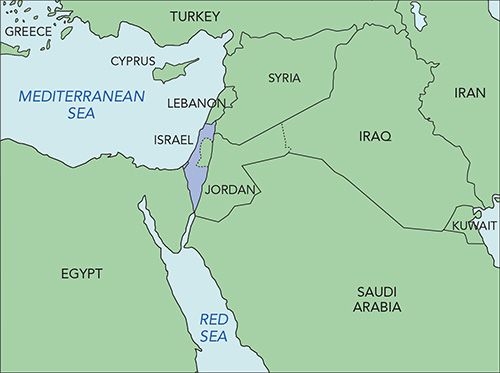 TURKEY
GREECE
CYPRUS
SYRIA
IRAN
MEDITERRANEAN
SEA
LEBANON
ISRAEL
IRAQ
JORDAN
KUWAIT
EGYPT
SAUDI
ARABIA
RED
SEA